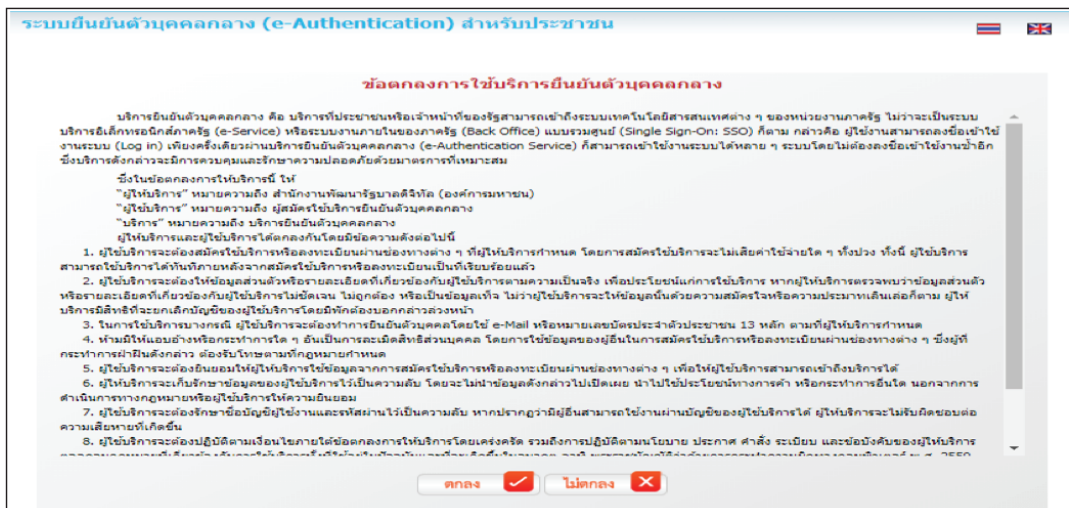 ระบบยืนยันตัวบุคคลกลาง (e-Authentication) สำหรับประชาชน
ข้อตกลงการใช้บริการยืนยันตัวบุคคลกลาง
บริการยืนยันตัวบุคคลกลาง คือ บริการที่ประชาชนหรือเจ้าหน้าที่ของรัฐสามารถเข้าถึงระบบเทคโนโลยีสารสนเทศต่าง ๆ ของหน่วยงานภาครัฐ ไม่ว่าจะเป็นระบบ
บริการอิเล็กทรอนิกส์ภาครัฐ (e-Service) หรือระบบงานภายในของภาครัฐ (Back Office) แบบรวมศูนย์ (Single Sign-On: SSO) ก็ตาม กล่าวคือ ผู้ใช้งานสามารถลงชื่อเข้าใช้
งานระบบ (Log in) เพียงครั้งเดียวผ่านบริการยืนยันตัวบุคคลกลาง (e-Authentication Service) ก็สามารถเข้าใช้งานระบบได้หลาย ๆ ระบบโดยไม่ต้องลงชื่อเข้าใช้งานซ้ำอีก
ซึ่งบริการดังกล่าวจะมีการควบคุมและรักษาความปลอดภัยด้วยมาตรการที่เหมาะสม
ซึ่งในข้อตกลงการให้บริการนี้ ให้
"ผู้ให้บริการ" หมายความถึง สำนักงานพัฒนารัฐบาลดิจิทัล (องค์การมหาชน)
"ผู้ใช้บริการ" หมายความถึง ผู้สมัครใช้บริการยืนยันตัวบุคคลกลาง
"บริการ" หมายความถึง บริการยืนยันตัวบุคคลกลาง
ผู้ให้บริการและผู้ใช้บริการได้ตกลงกันโดยมีข้อความดังต่อไปนี้
1. ผู้ใช้บริการจะต้องสมัครใช้บริการหรือลงทะเบียนผ่านช่องทางต่าง ๆ ที่ผู้ให้บริการกำหนด โดยการสมัครใช้บริการจะไม่เสียค่าใช้จ่ายใด ๆ ทั้งปวง ทั้งนี้ ผู้ใช้บริการ
สามารถใช้บริการได้ทันทีภายหลังจากสมัครใช้บริการหรือลงทะเบียนเป็นที่เรียบร้อยแล้ว
2. ผู้ใช้บริการจะต้องให้ข้อมูลส่วนตัวหรือรายละเอียดที่เกี่ยวข้องกับผู้ใช้บริการตามความเป็นจริง เพื่อประโยชน์แก่การใช้บริการ หากผู้ให้บริการตรวจพบว่าข้อมูลส่วนตัว
หรือรายละเอียดที่เกี่ยวข้องกับผู้ใช้บริการไม่ชัดเจน ไม่ถูกต้อง หรือเป็นข้อมูลเท็จ ไม่ว่าผู้ใช้บริการจะให้ข้อมูลนั้นด้วยความสมัครใจหรือความประมาทเลินเล่อก็ตาม ผู้ให้
บริการมีสิทธิที่จะยกเลิกบัญชีของผู้ใช้บริการโดยมิพักต้องบอกกล่าวล่วงหน้า
3. ในการใช้บริการบางกรณี ผู้ใช้บริการจะต้องทำการยืนยันตัวบุคคลโดยใช้ e-Mail หรือหมายเลขบัตรประจำตัวประชาชน 13 หลัก ตามที่ผู้ให้บริการกำหนด
4. ห้ามมิให้แอบอ้างหรือกระทำการใด ๆ อันเป็นการละเมิดสิทธิส่วนบุคคล โดยการใช้ข้อมูลของผู้อื่นในการสมัครใช้บริการหรือลงทะเบียนผ่านช่องทางต่าง ๆ ซึ่งผู้ที่
กระทำการฝ่าฝืนดังกล่าว ต้องรับโทษตามที่กฎหมายกำหนด
5. ผู้ใช้บริการจะต้องยินยอมให้ผู้ให้บริการใช้ข้อมูลจากการสมัครใช้บริการหรือลงทะเบียนผ่านช่องทางต่าง ๆ เพื่อให้ผู้ใช้บริการสามารถเข้าถึงบริการได้
6. ผู้ให้บริการจะเก็บรักษาข้อมูลของผู้ใช้บริการไว้เป็นความลับ โดยจะไม่นำข้อมูลดังกล่าวไปเปิดเผย นำไปใช้ประโยชน์ทางการค้า หรือกระทำการอื่นใด นอกจากการ
ดำเนินการทางกฎหมายหรือผู้ใช้บริการให้ความยินยอม
7. ผู้ใช้บริการจะต้องรักษาชื่อบัญชีผู้ใช้งานและรหัสผ่านไว้เป็นความลับ หากปรากฏว่ามีผู้อื่นสามารถใช้งานผ่านบัญชีของผู้ใช้บริการได้ ผู้ให้บริการจะไม่รับผิดชอบต่อ
ความเสียหายที่เกิดขึ้น
8. ผู้ใช้บริการจะต้องปฏิบัติตามเงื่อนไขภายใต้ข้อตกลงการให้บริการโดยเคร่งครัด รวมถึงการปฏิบัติตามนโยบาย ประกาศ คำสั่ง ระเบียบ และข้อบังคับของผู้ให้บริการ
ตกลง ไม่ตกลง